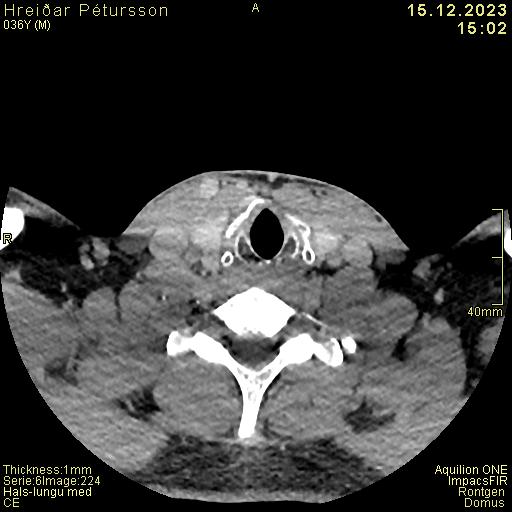 Hreiðar Pétursson
036Y (M)
A
15.12.2023
15:02
R
40mm
Thickness:1mm
Serie:6Image:224
Hals-lungu med
CE
Aquilion ONE
ImpacsFIR
Rontgen
Domus